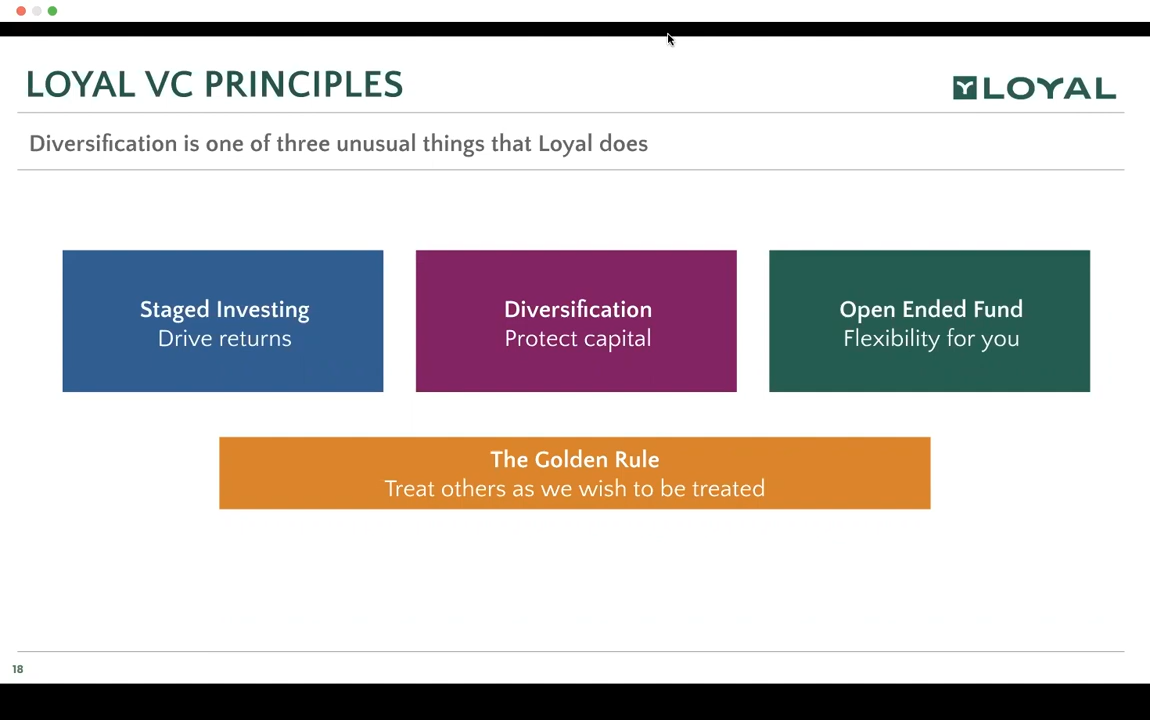 LOYAL VC PRINCIPLES
LOYAL
Diversification is one of three unusual things that Loyal does
Staged Investing
Drive returns
Diversification
Protect capital
Open Ended Fund
Flexibility for you
The Golden Rule
Treat others as we wish to be treated
18